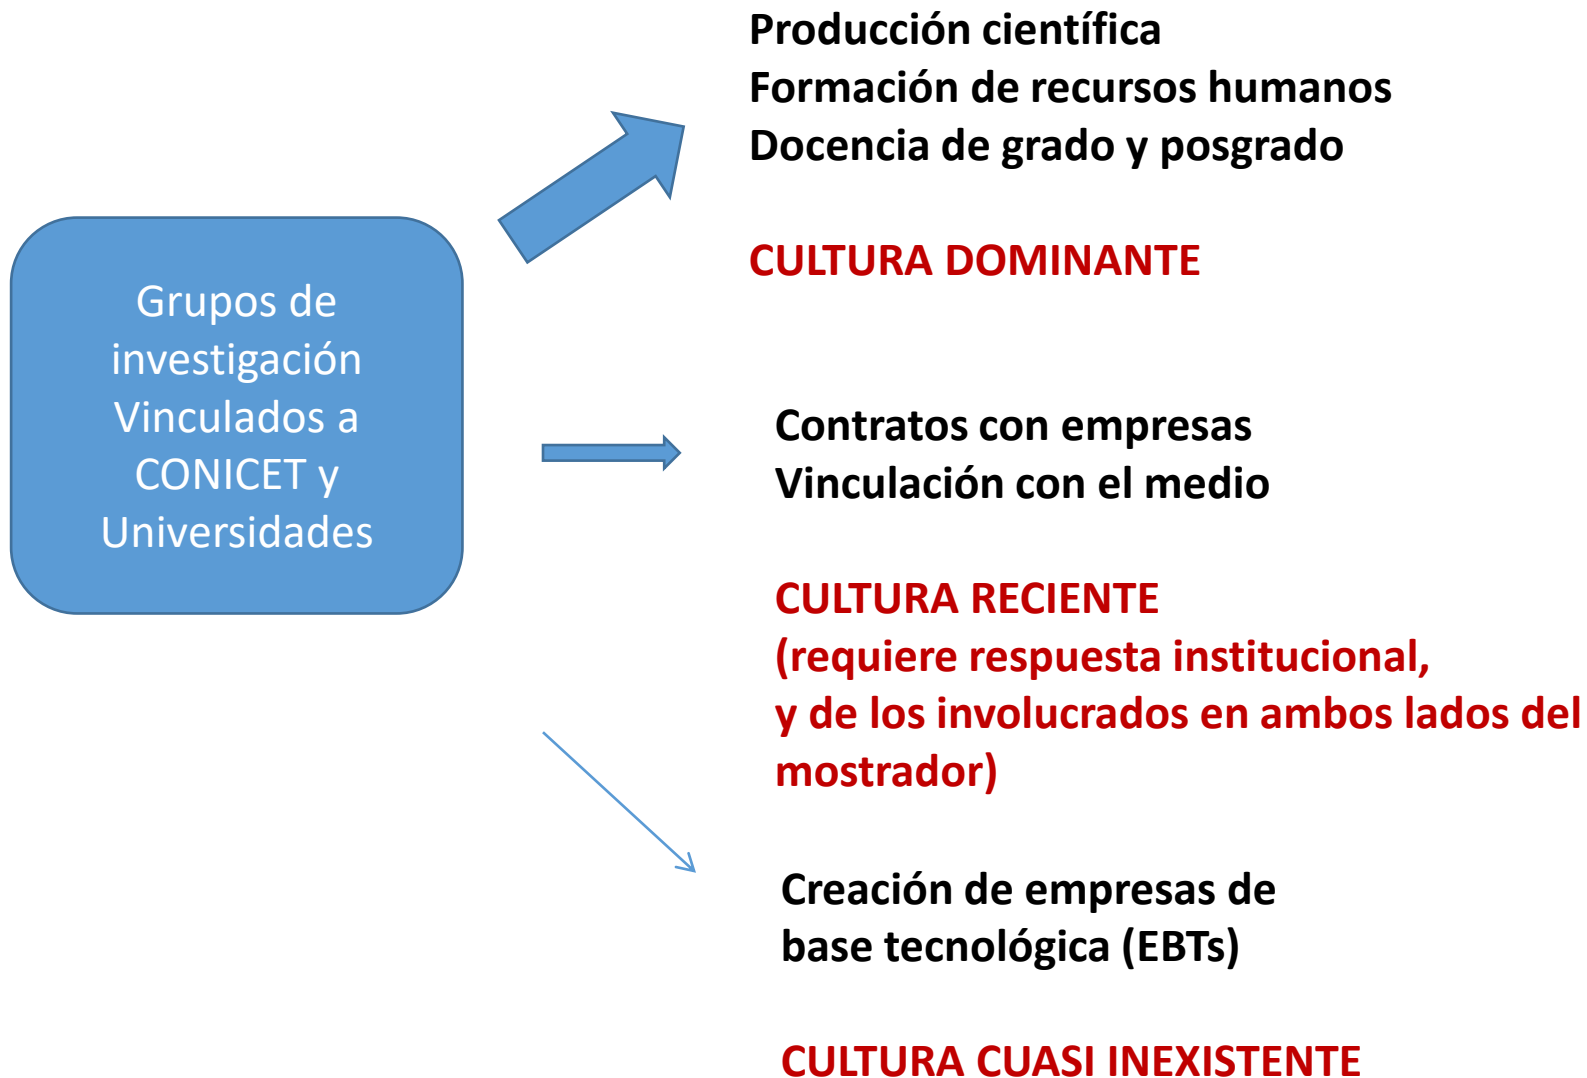 Producción científica
Formación de recursos humanos
Docencia de grado y posgrado
CULTURA DOMINANTE
Grupos de
investigación
Vinculados a
CONICET y
Universidades
Contratos con empresas
Vinculación con el medio
CULTURA RECIENTE
(requiere respuesta institucional,
y de los involucrados en ambos lados del
mostrador)
Creación de empresas de
base tecnológica (EBTs)
CULTURA CUASI INEXISTENTE